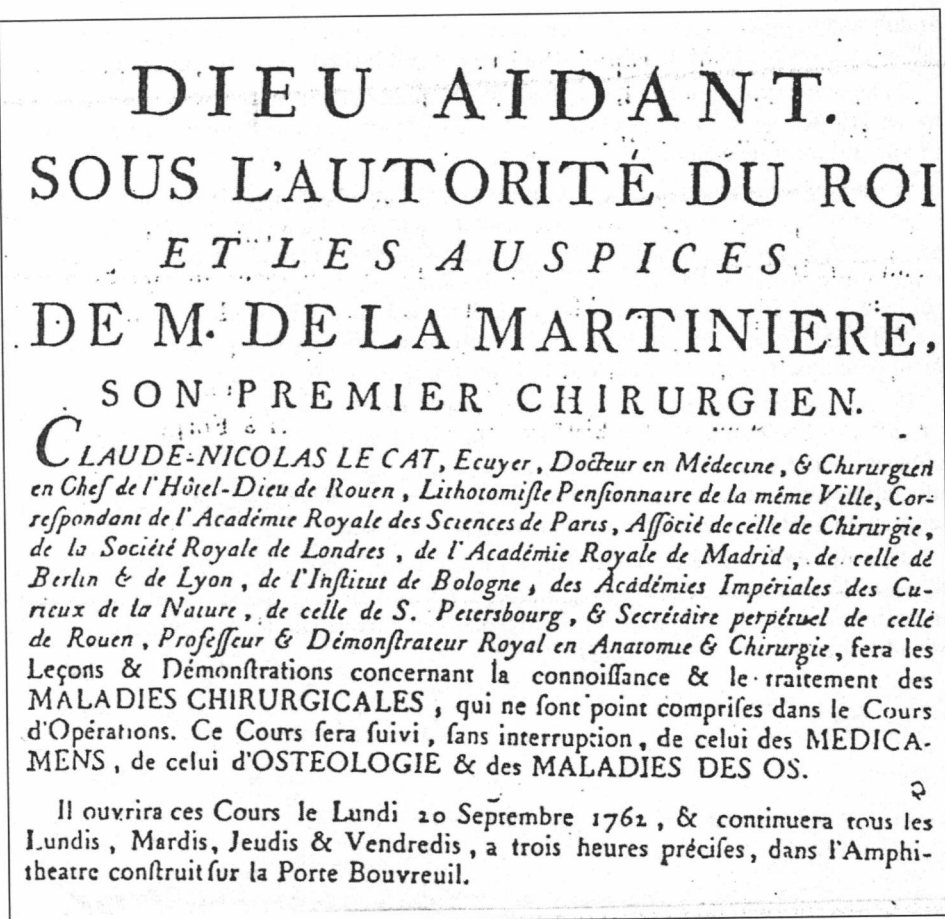 DIEU AIDANT.
SOUS L'AUTORITÉ DU ROI
ET LES AUSPICES
DE M. DE LA MARTINIERE,
SON PREMIER CHIRURGIEN.
CLAUDE-NICOLAS LE CAT, Ecuyer, Docteur en Médecine, & Chirurgien
en Chef de l'Hôtel-Dieu de Rouen, Lithotomiſte Penſionnaire de la même Ville, Cor-
reſpondant de l'Académie Royale des Sciences de Paris, Aſſocié de celle de Chirurgie,
de la Société Royale de Londres, de l'Académie Royale de Madrid, de celle de
Berlin & de Lyon, de l'Inſtitut de Bologne, des Académies Impériales des Cu-
rieux de la Nature, de celle de S. Petersbourg, & Secrétaire perpétuel de celle
de Rouen, Profeſſeur & Démonſtrateur Royal en Anatomie & Chirurgie, fera les
Leçons & Démonſtrations concernant la connoiſſance & le traitement des
MALADIES CHIRURGICALES, qui ne ſont point compriſes dans le Cours
d'Opérations. Ce Cours ſera ſuivi, ſans interruption, de celui des MEDICA-
MENS, de celui d'OSTEOLOGIE & des MALADIES DES OS.
Il ouvrira ces Cours le Lundi 20 Septembre 1762, & continuera tous les
Lundis, Mardis, Jeudis & Vendredis, a trois heures préciſes, dans l'Amphi-
theatre conſtruit ſur la Porte Bouvreuil.